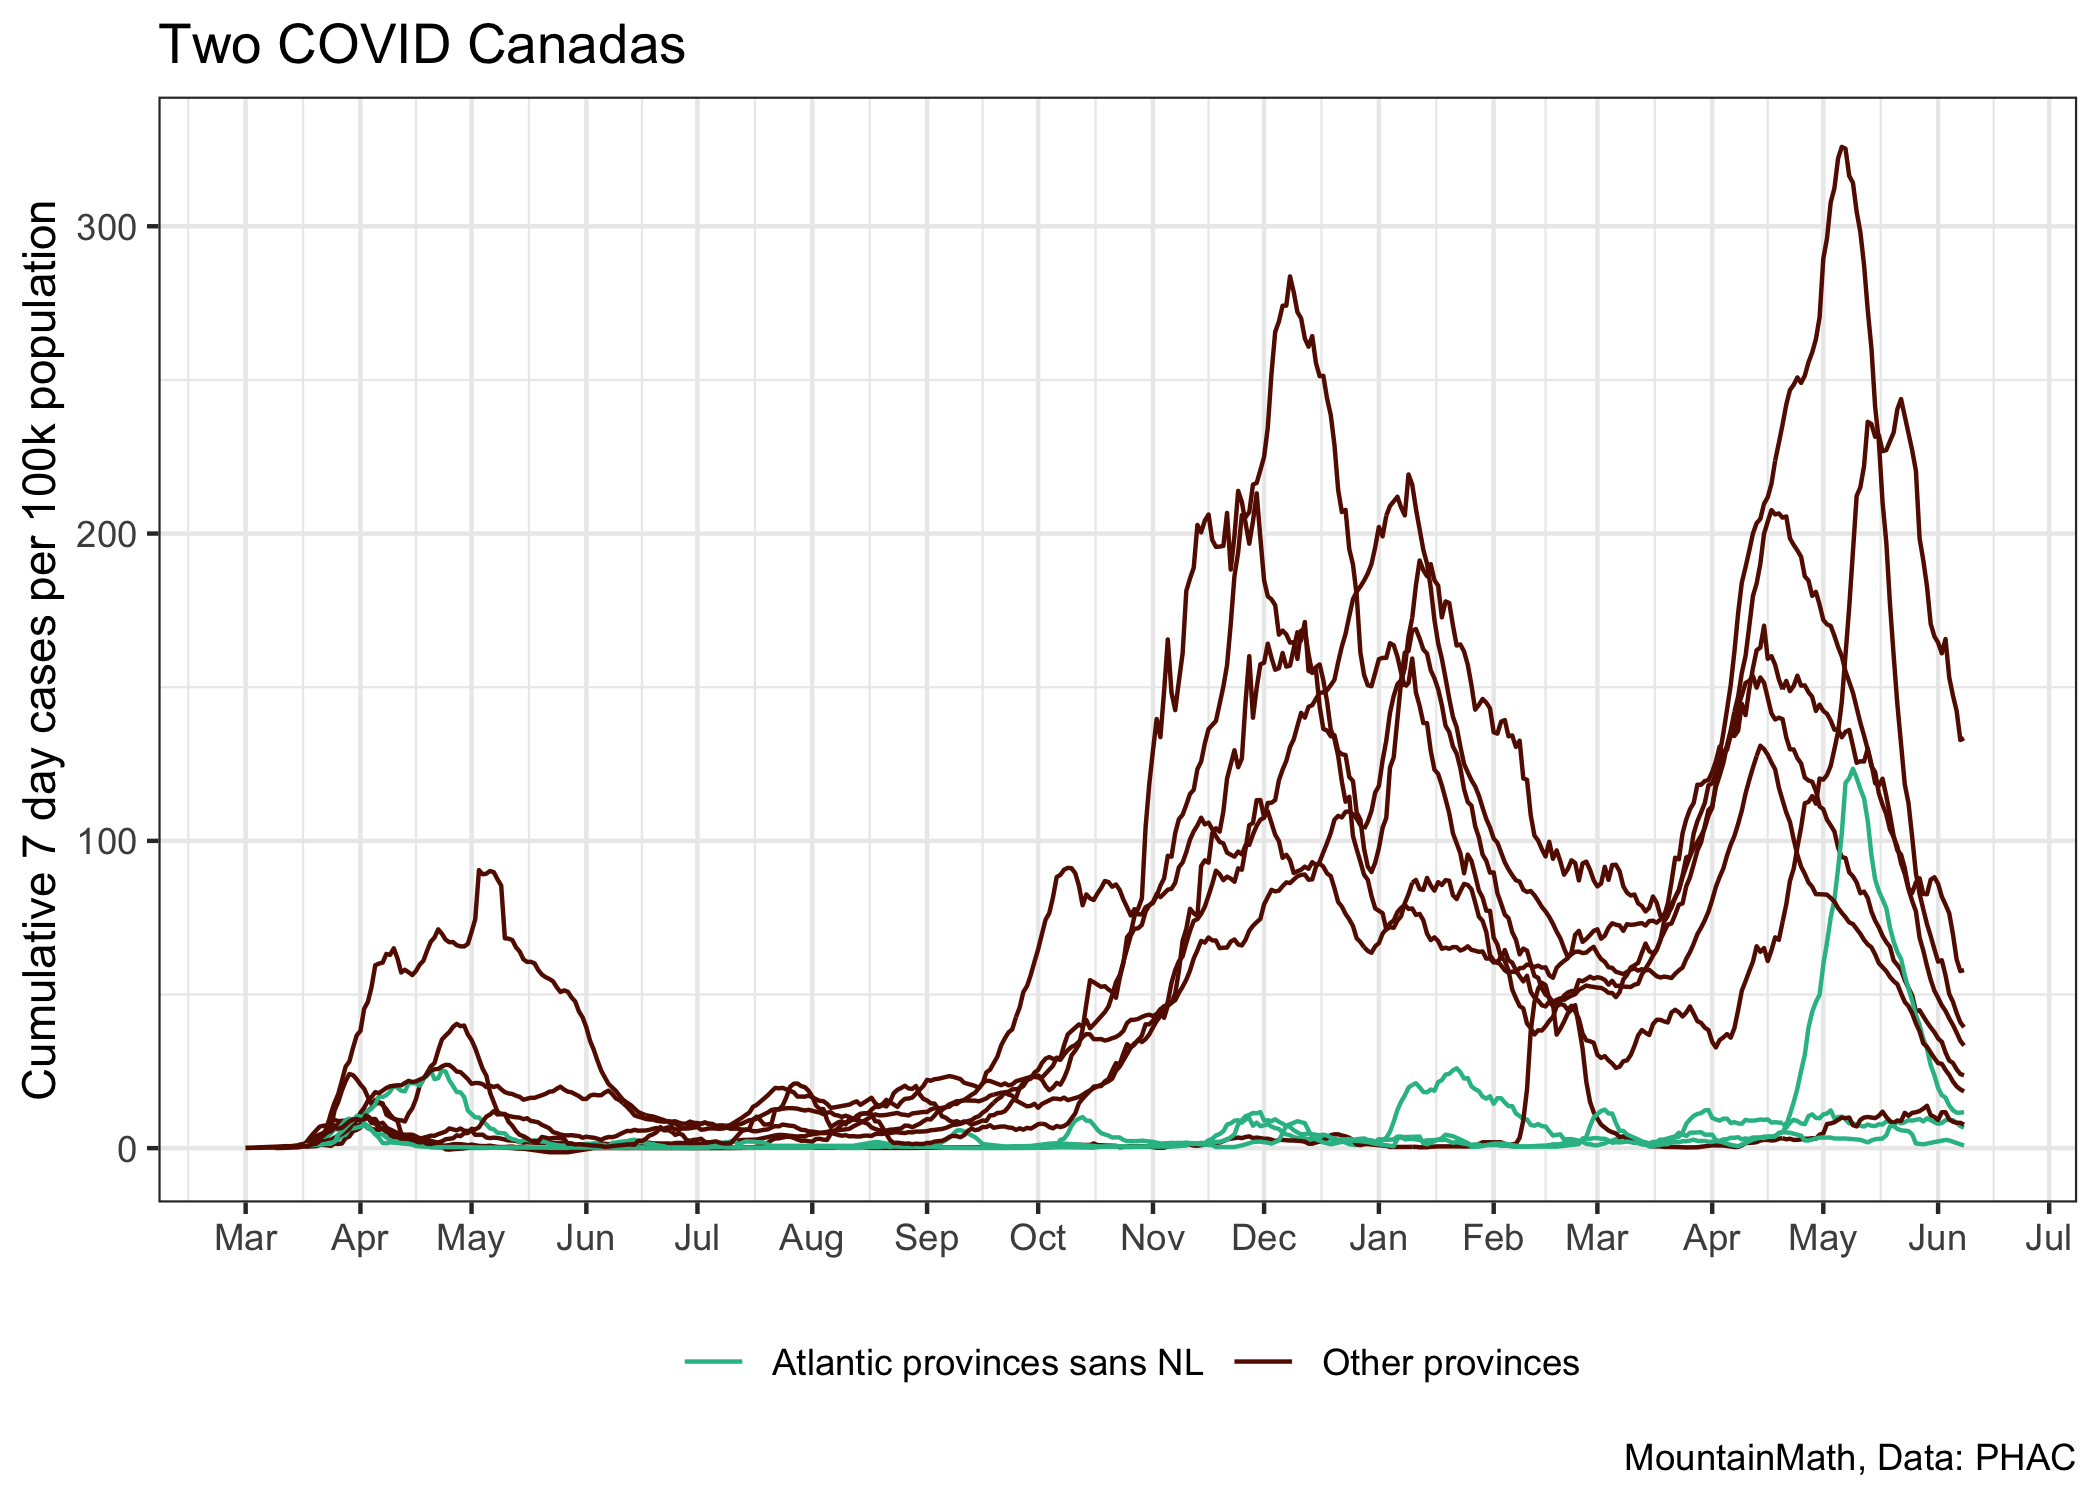 Two COVID Canadas
Cumulative 7 day cases per 100k population
300
200
100
0
Mar Apr May Jun Jul Aug Sep Oct Nov Dec Jan Feb Mar Apr May Jun Jul
Atlantic provinces sans NL Other provinces
MountainMath, Data: PHAC